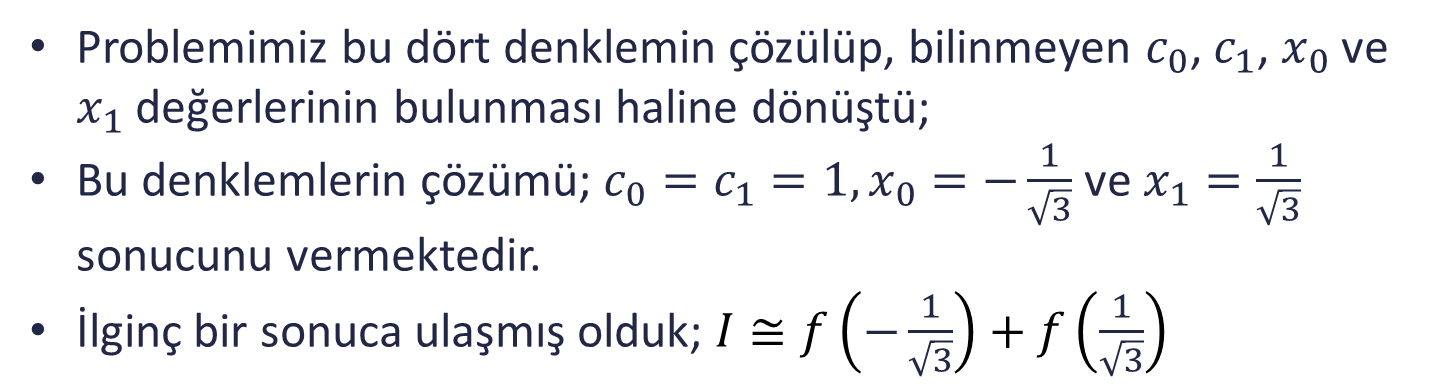 • Problemimiz bu dört denklemin çözülüp, bilinmeyen c₀, c₁, x₀ ve
x₁ değerlerinin bulunması haline dönüştü;
• Bu denklemlerin çözümü; c₀ = c₁ = 1, x₀ = −1/√3 ve x₁ = 1/√3
sonucunu vermektedir.
• İlginç bir sonuca ulaşmış olduk; I ≅ f(−1/√3) + f(1/√3)